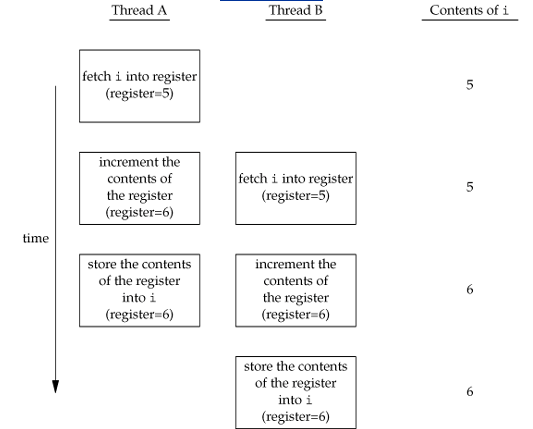 Thread A Thread B Contents of i
fetch i into register
(register=5)
5
increment the
contents of
the register
(register=6)
fetch i into register
(register=5)
5
time
store the contents
of the register
into i
(register=6)
increment the
contents of
the register
(register=6)
6
store the contents
of the register
into i
(register=6)
6